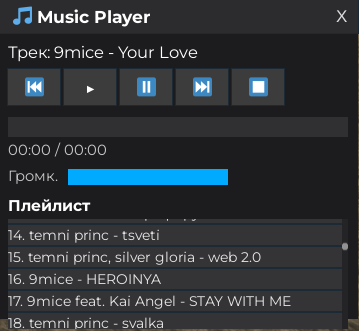 Music Player X
Трек: 9mice - Your Love
00:00 / 00:00
Громк.
Плейлист
14. temni princ - tsveti
15. temni princ, silver gloria - web 2.0
16. 9mice - HEROINYA
17. 9mice feat. Kai Angel - STAY WITH ME
18. temni princ - svalka